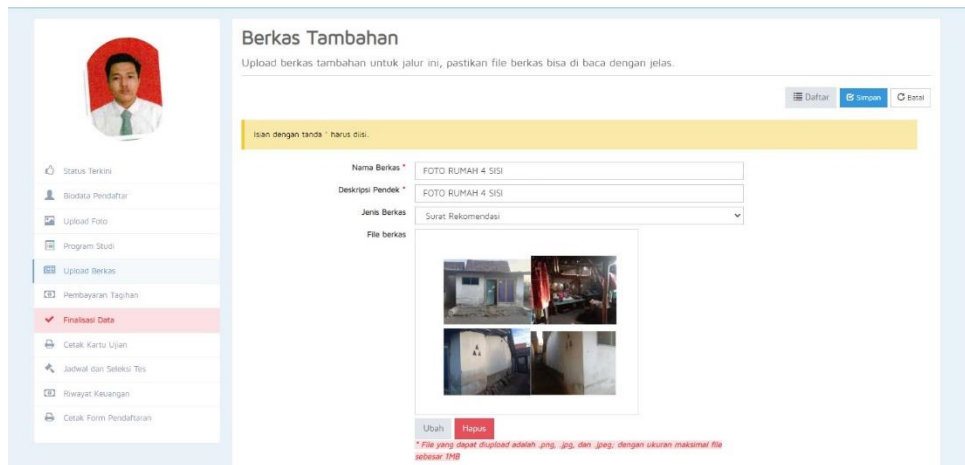 Berkas Tambahan
Upload berkas tambahan untuk jalur ini, pastikan file berkas bisa di baca dengan jelas.
Daftar Simpan Batal
Isian dengan tanda * harus diisi.
Nama Berkas * FOTO RUMAH 4 SISI
Deskripsi Pendek * FOTO RUMAH 4 SISI
Jenis Berkas Surat Rekomendasi
File berkas
Status Terkini
Biodata Pendaftar
Upload Foto
Program Studi
Upload Berkas
Pembayaran Tagihan
Finalisasi Data
Cetak Kartu Ujian
Jadwal dan Seleksi Tes
Riwayat Keuangan
Cetak Form Pendaftaran
Ubah Hapus
* File yang dapat diupload adalah .png, .jpg, dan .jpeg; dengan ukuran maksimal file
sebesar 1MB